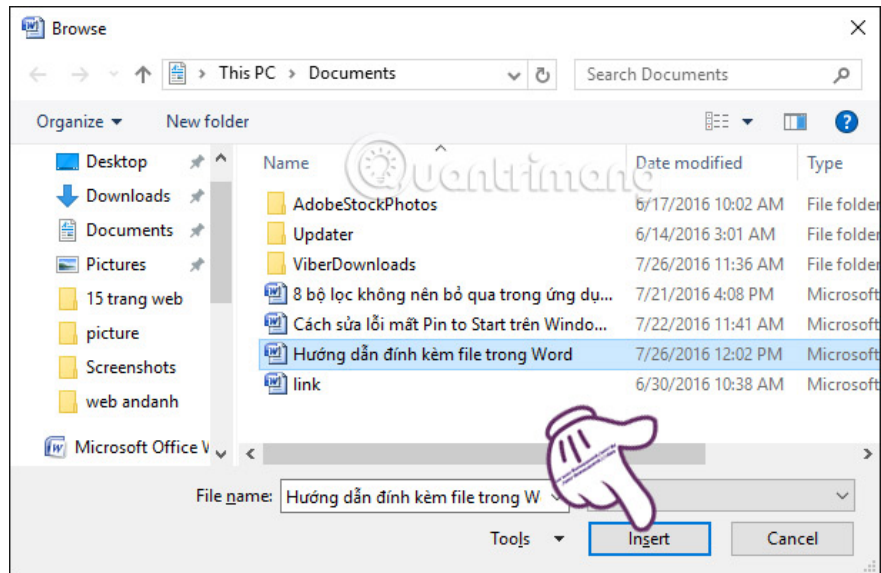 Browse
This PC > Documents
Search Documents
Organize
New folder
Desktop
Downloads
Documents
Pictures
15 trang web
picture
Screenshots
web andanh
Microsoft Office W
Name Date modified Type
Quantrimang
AdobeStockPhotos 6/17/2016 10:02 AM File folder
Updater 6/14/2016 3:01 AM File folder
ViberDownloads 7/26/2016 11:36 AM File folder
8 bộ lọc không nên bỏ qua trong ứng dụ... 7/21/2016 4:08 PM Microsoft
Cách sửa lỗi mất Pin to Start trên Windo... 7/22/2016 11:41 AM Microsoft
Hướng dẫn đính kèm file trong Word 7/26/2016 12:02 PM Microsoft
link 6/30/2016 10:38 AM Microsoft
File name: Hướng dẫn đính kèm file trong W
Tools Insert Cancel